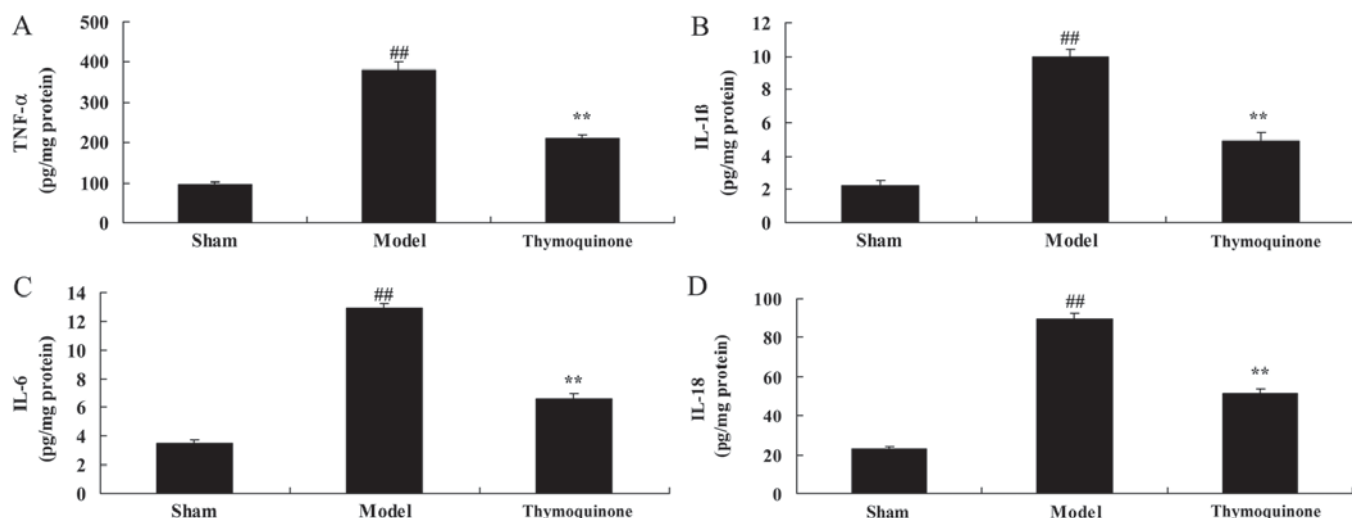 A
TNF-α
(pg/mg protein)
500
400
300
200
100
0
##
**
Sham Model Thymoquinone
B
IL-1ß
(pg/mg protein)
12
10
8
6
4
2
0
##
**
Sham Model Thymoquinone
C
IL-6
(pg/mg protein)
14
12
10
8
6
4
2
0
##
**
Sham Model Thymoquinone
D
IL-18
(pg/mg protein)
100
80
60
40
20
0
##
**
Sham Model Thymoquinone